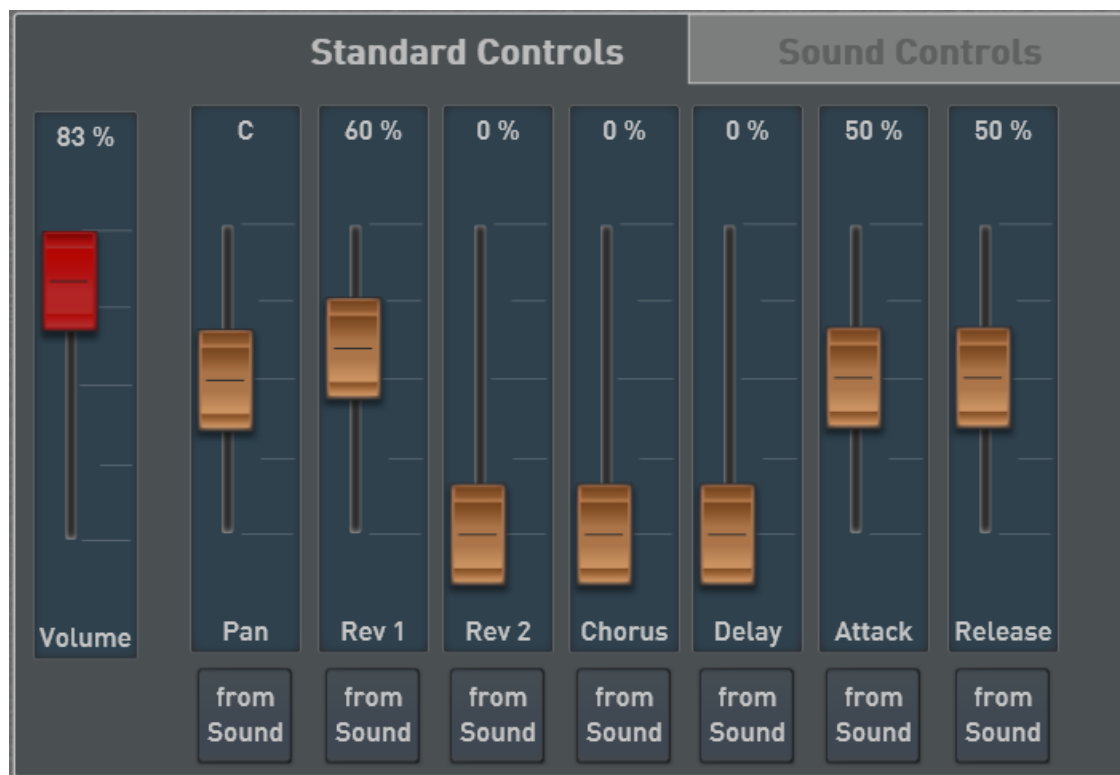 Standard Controls
Sound Controls
83 %
C
60 %
0 %
0 %
0 %
50 %
50 %
Volume
Pan
Rev 1
Rev 2
Chorus
Delay
Attack
Release
from
Sound
from
Sound
from
Sound
from
Sound
from
Sound
from
Sound
from
Sound